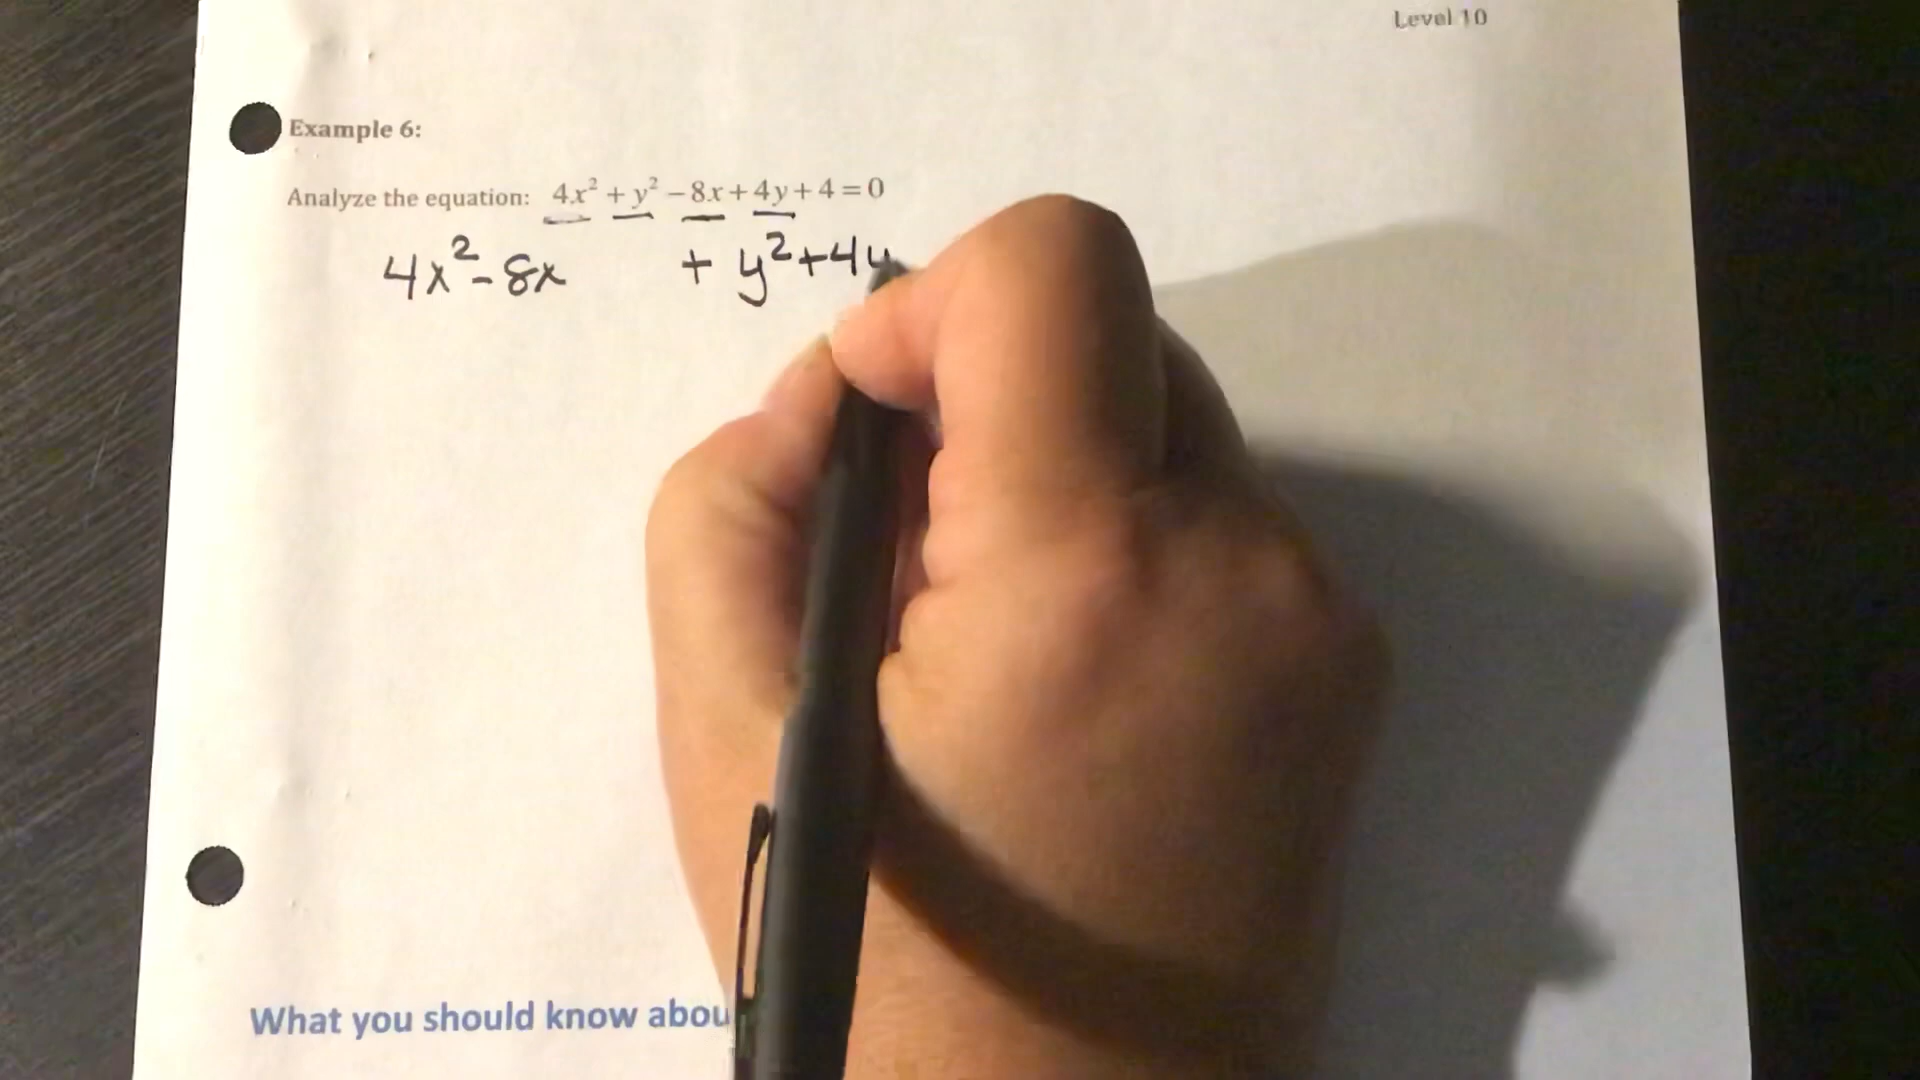 Level 10
Example 6:
Analyze the equation: 4x² + y² – 8x + 4y + 4 = 0
4x² - 8x + y² + 4y
What you should know abou